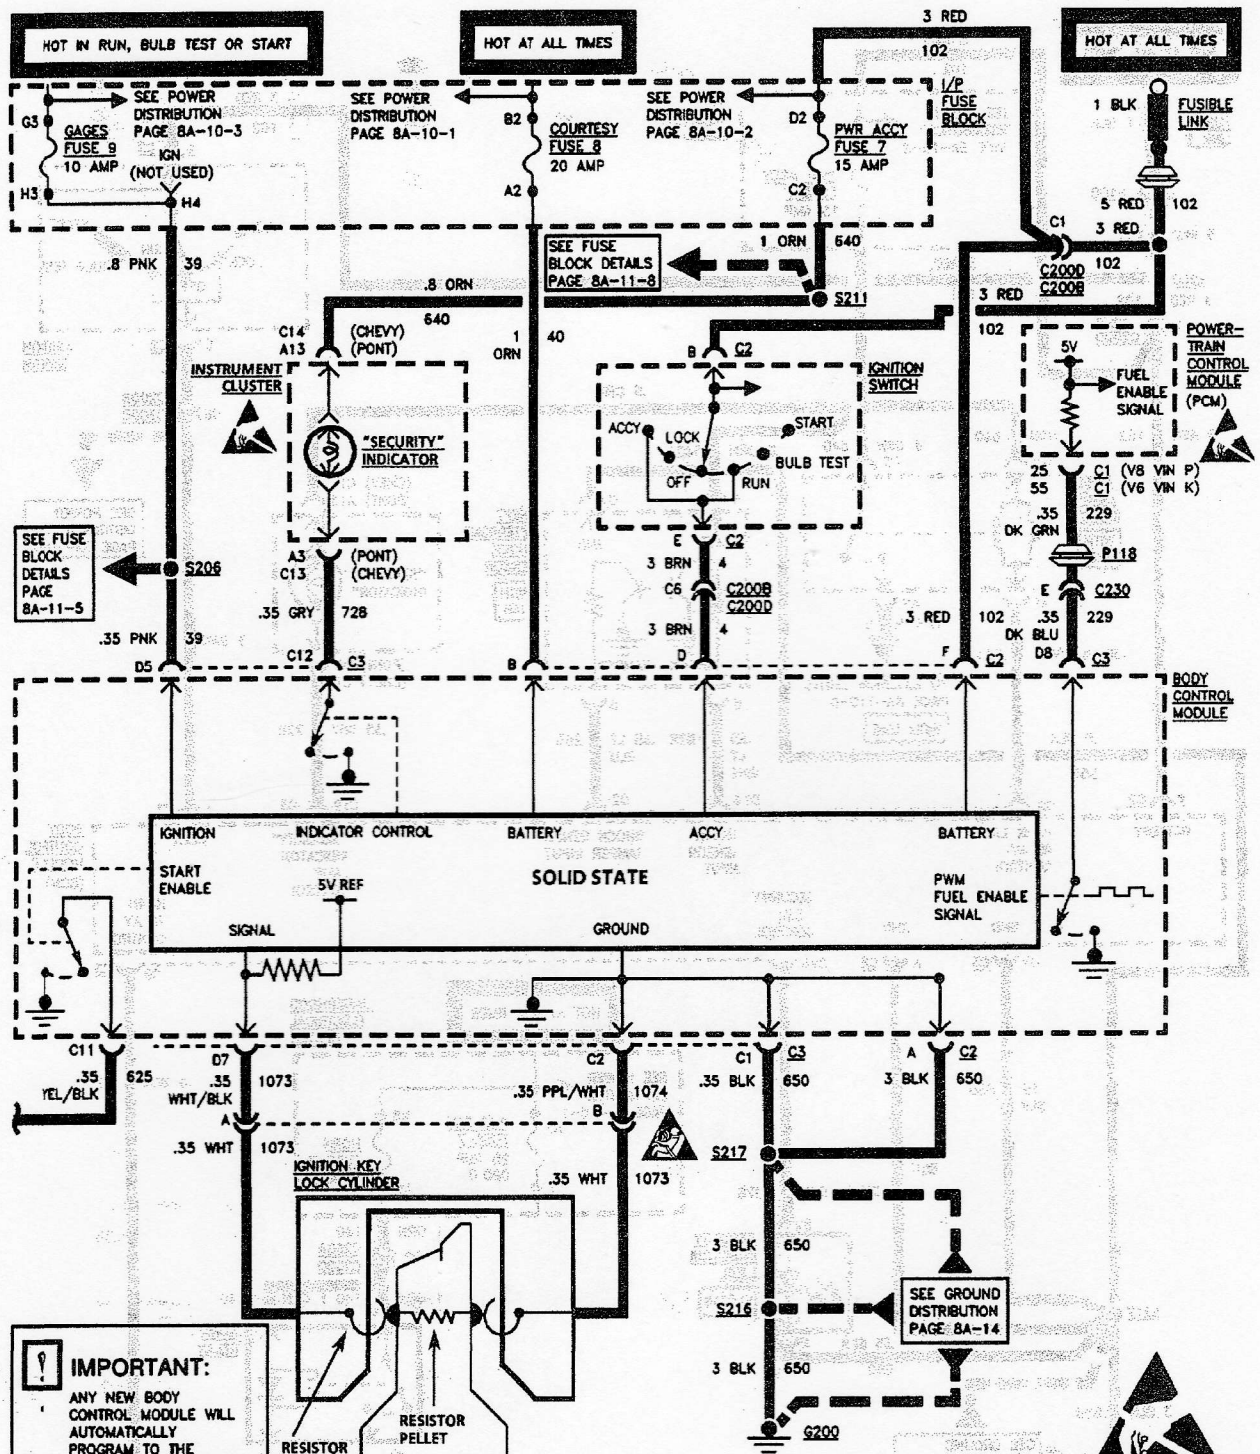 HOT IN RUN, BULB TEST OR START
HOT AT ALL TIMES
3 RED
102
HOT AT ALL TIMES
G3
GAGES
FUSE 9
10 AMP
H3
SEE POWER
DISTRIBUTION
PAGE 8A-10-3
IGN
(NOT USED)
H4
SEE POWER
DISTRIBUTION
PAGE 8A-10-1
B2
COURTESY
FUSE 8
20 AMP
A2
SEE POWER
DISTRIBUTION
PAGE 8A-10-2
D2
PWR ACCY
FUSE 7
15 AMP
C2
I/P
FUSE
BLOCK
1 BLK
FUSIBLE
LINK
5 RED
102
C1
3 RED
102
C200D
C200B
.8 PNK
39
SEE FUSE
BLOCK DETAILS
PAGE 8A-11-8
1 ORN
640
S211
.8 ORN
640
3 RED
102
C14
A13
(CHEVY)
(PONT)
1
ORN
40
B
C2
IGNITION
SWITCH
POWER-
TRAIN
CONTROL
MODULE
(PCM)
5V
FUEL
ENABLE
SIGNAL
INSTRUMENT
CLUSTER
"SECURITY"
INDICATOR
ACCY
LOCK
OFF
RUN
START
BULB TEST
25
55
C1 (V8 VIN P)
C1 (V6 VIN K)
.35
DK GRN
229
P118
E
C230
.35
DK BLU
229
D8
C3
SEE FUSE
BLOCK
DETAILS
PAGE
8A-11-5
S206
A3
C13
(PONT)
(CHEVY)
E
C2
3 BRN
4
C6
C200B
C200D
3 BRN
4
.35 GRY
728
3 RED
102
.35 PNK
39
D5
C12
C3
B
D
F
C2
BODY
CONTROL
MODULE
IGNITION
INDICATOR CONTROL
BATTERY
ACCY
BATTERY
START
ENABLE
5V REF
SOLID STATE
PWM
FUEL ENABLE
SIGNAL
SIGNAL
GROUND
C11
D7
C2
C1
C3
A
C2
.35
YEL/BLK
625
.35
WHT/BLK
1073
.35 PPL/WHT
1074
.35 BLK
650
3 BLK
650
A
B
.35 WHT
1073
IGNITION KEY
LOCK CYLINDER
.35 WHT
1073
S217
3 BLK
650
S216
SEE GROUND
DISTRIBUTION
PAGE 8A-14
3 BLK
650
G200
! IMPORTANT:
ANY NEW BODY
CONTROL MODULE WILL
AUTOMATICALLY
PROGRAM TO THE
RESISTOR
RESISTOR
PELLET